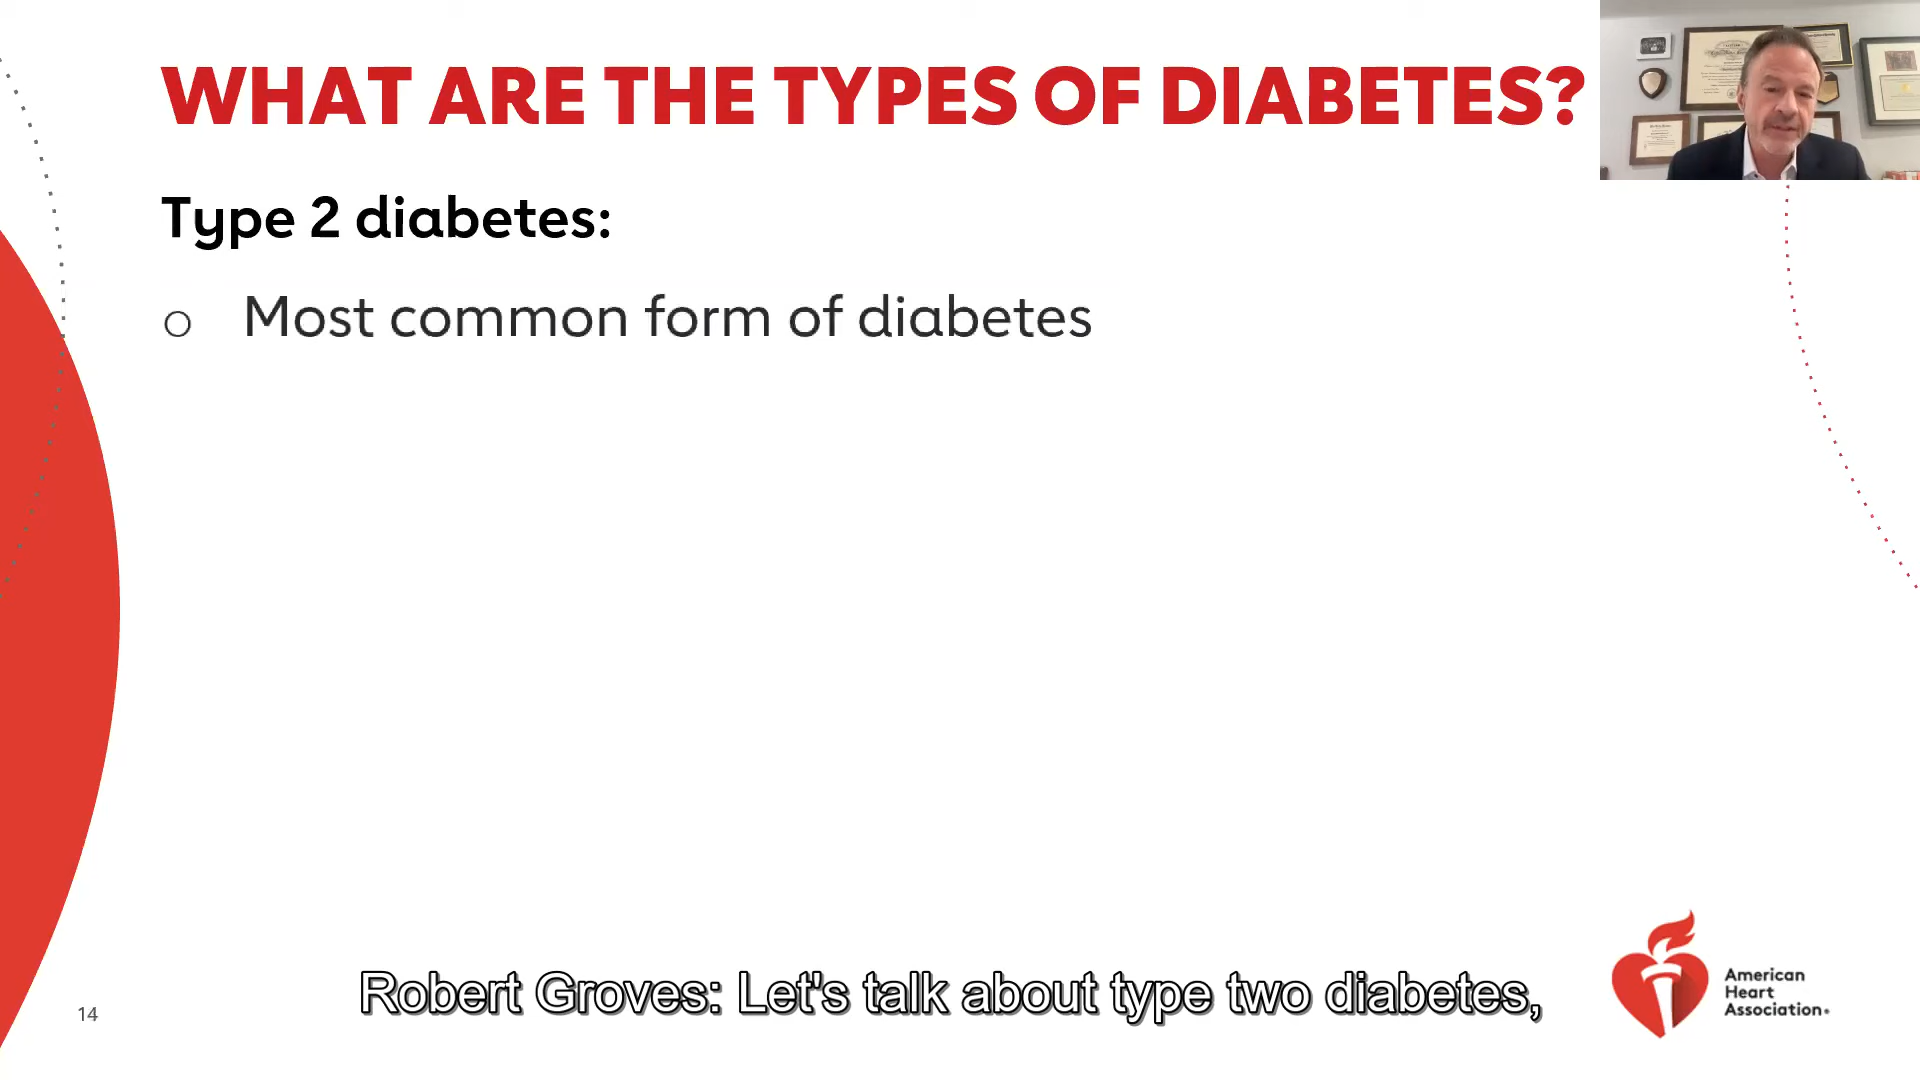 WHAT ARE THE TYPES OF DIABETES?
Type 2 diabetes:
Most common form of diabetes
Robert Groves: Let's talk about type two diabetes,
American
Heart
Association®
14